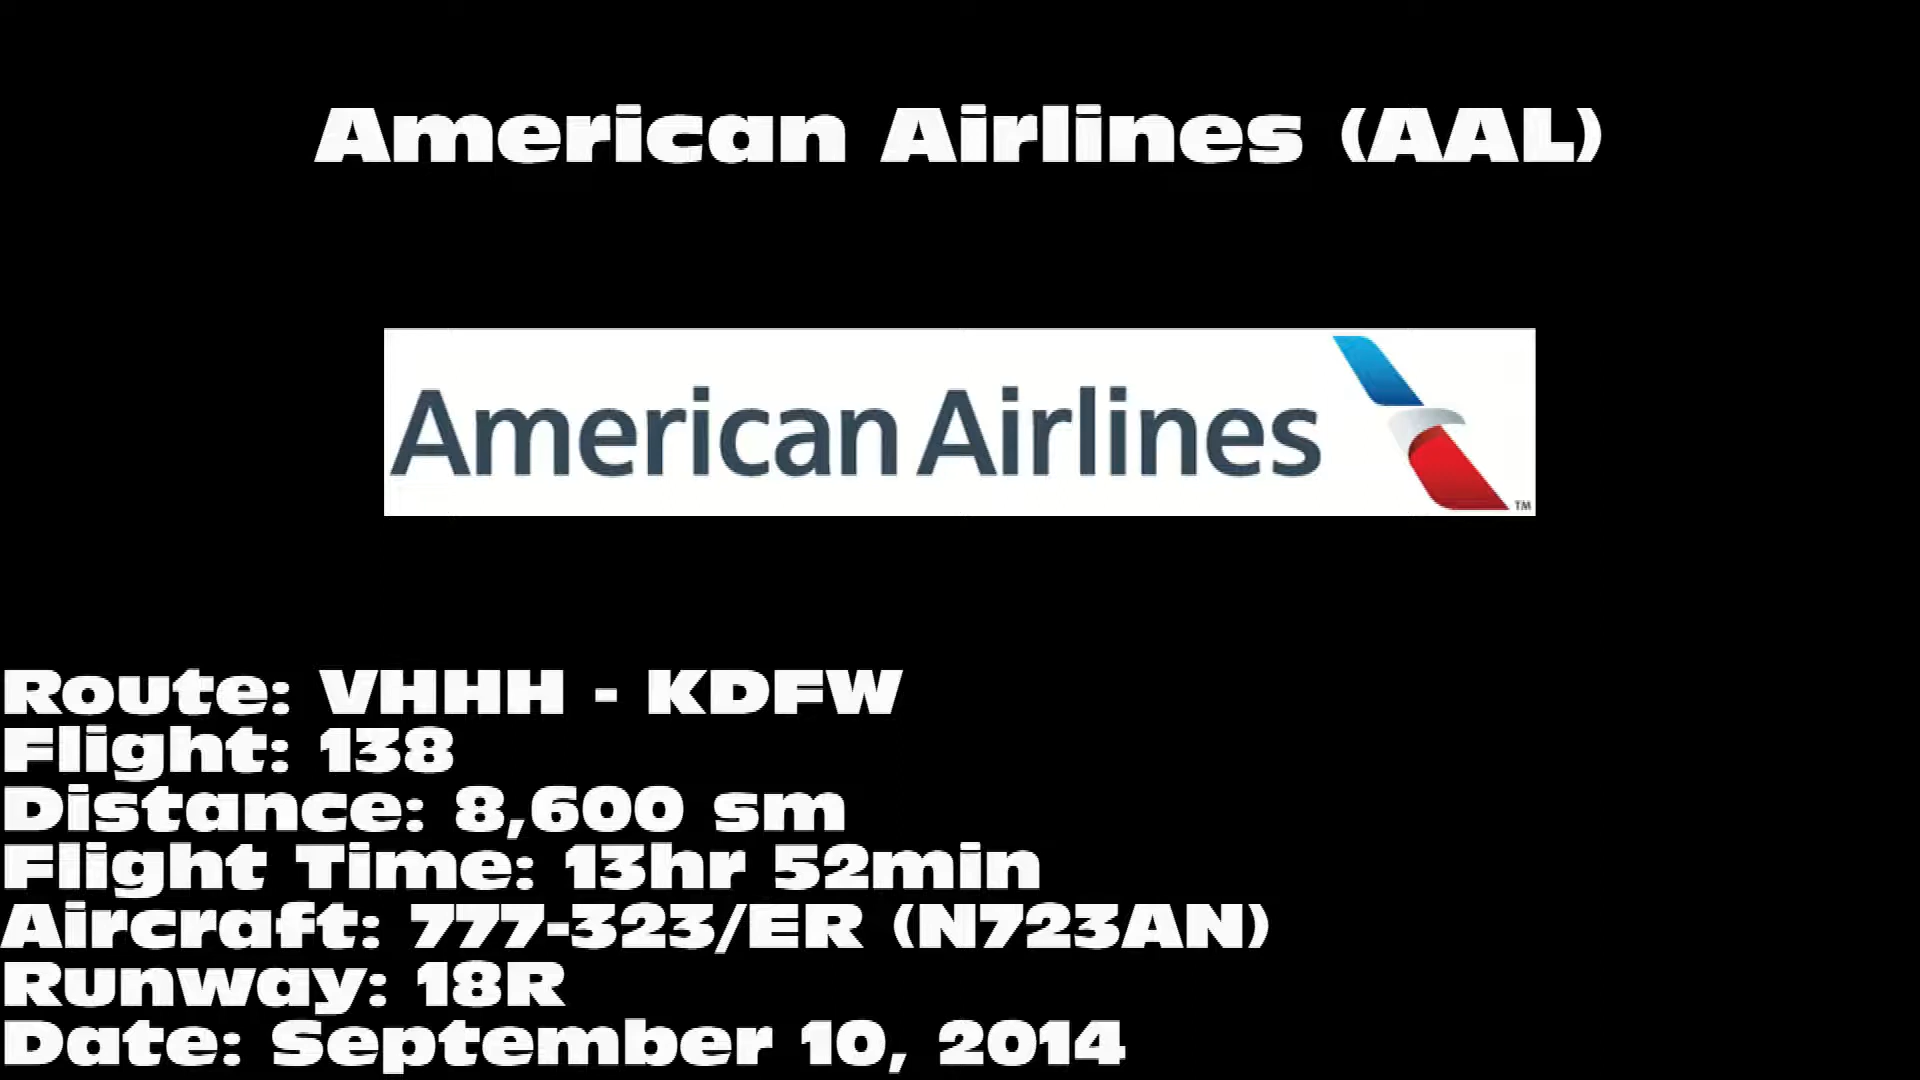 American Airlines (AAL)
American Airlines
TM
Route: VHHH - KDFW
Flight: 138
Distance: 8,600 sm
Flight Time: 13hr 52min
Aircraft: 777-323/ER (N723AN)
Runway: 18R
Date: September 10, 2014